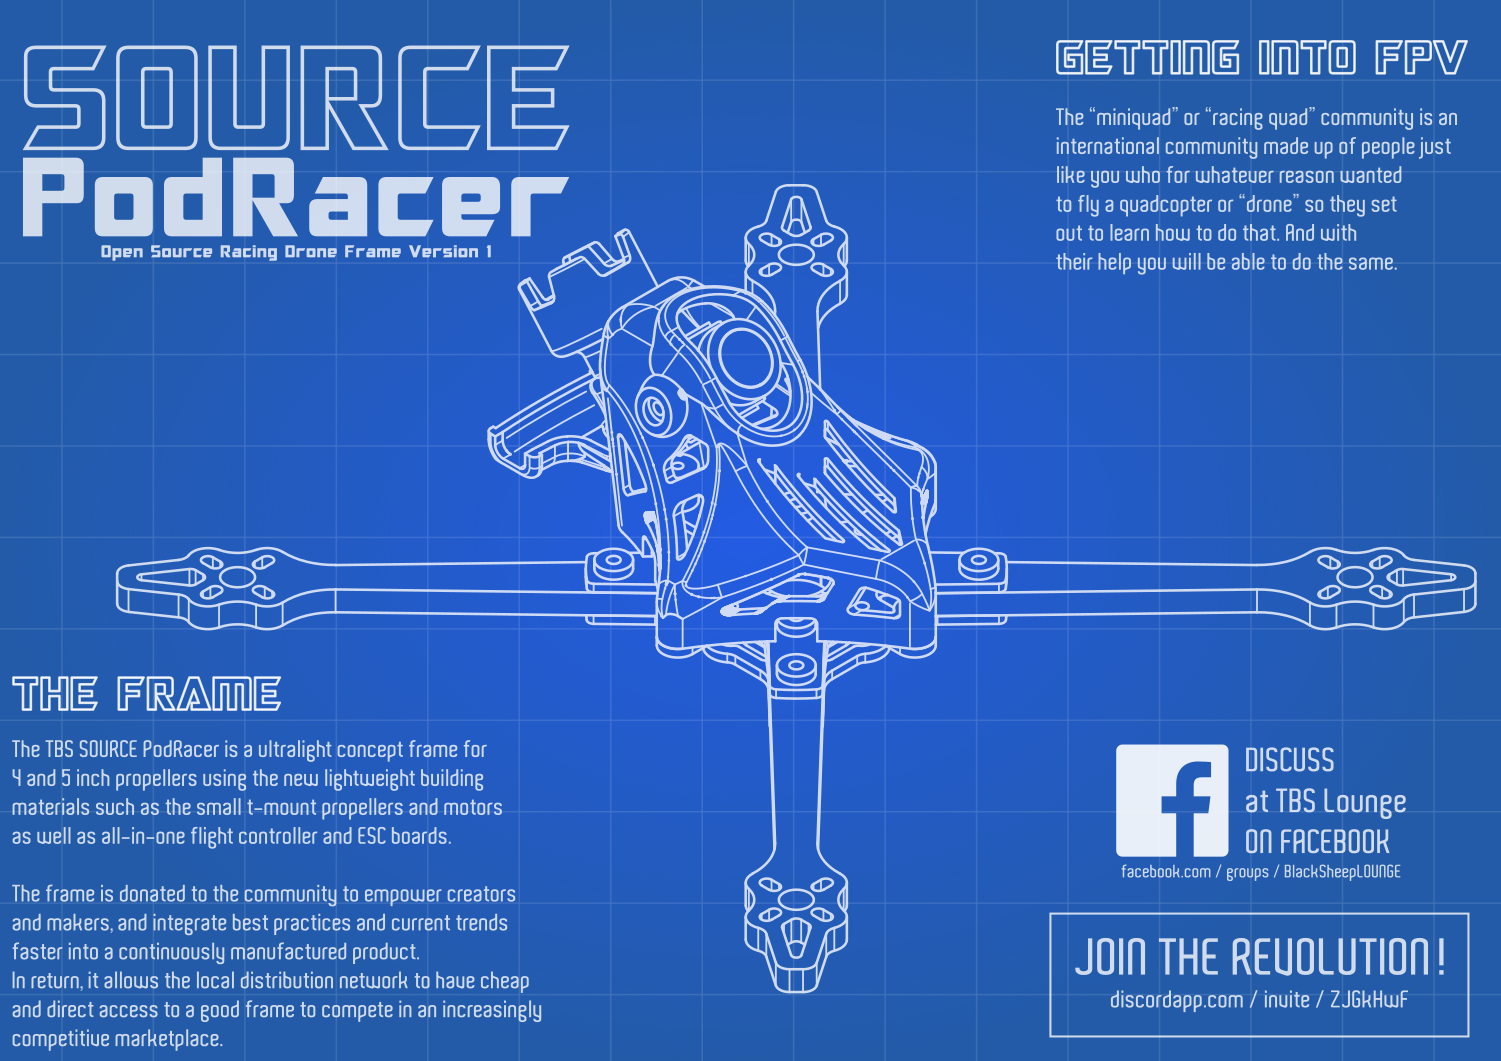 SOURCE
PodRacer
Open Source Racing Drone Frame Version 1
GETTING INTO FPV
The “miniquad” or “racing quad” community is an
international community made up of people just
like you who for whatever reason wanted
to fly a quadcopter or “drone” so they set
out to learn how to do that. And with
their help you will be able to do the same.
THE FRAME
The TBS SOURCE PodRacer is a ultralight concept frame for
4 and 5 inch propellers using the new lightweight building
materials such as the small t-mount propellers and motors
as well as all-in-one flight controller and ESC boards.
The frame is donated to the community to empower creators
and makers, and integrate best practices and current trends
faster into a continuously manufactured product.
In return, it allows the local distribution network to have cheap
and direct access to a good frame to compete in an increasingly
competitive marketplace.
DISCUSS
at TBS Lounge
ON FACEBOOK
facebook.com / groups / BlackSheepLOUNGE
JOIN THE REVOLUTION!
discordapp.com / invite / ZJGkHwF